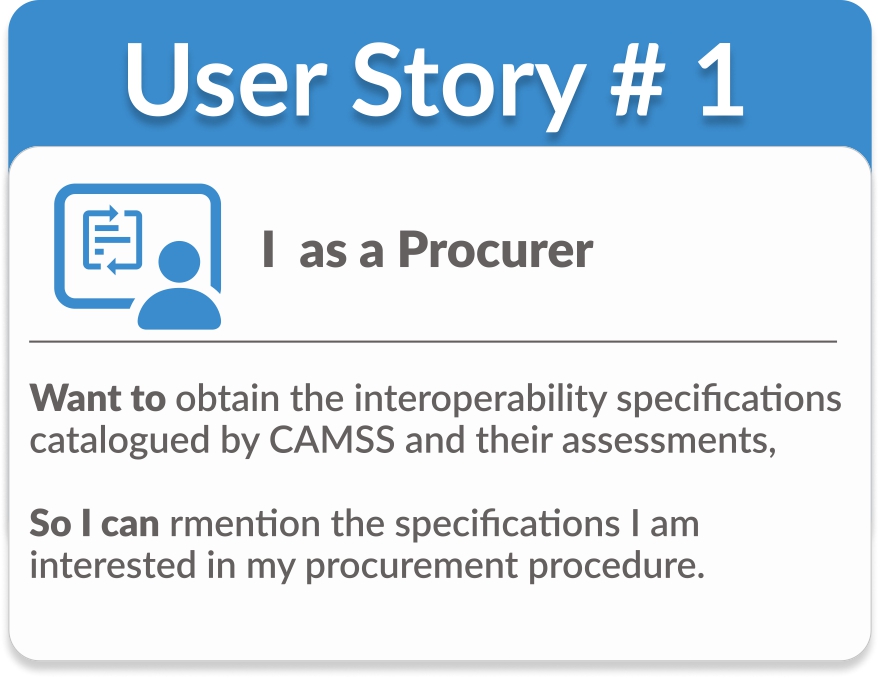 User Story # 1
I as a Procurer
Want to obtain the interoperability specifications
catalogued by CAMSS and their assessments,
So I can rmention the specifications I am
interested in my procurement procedure.